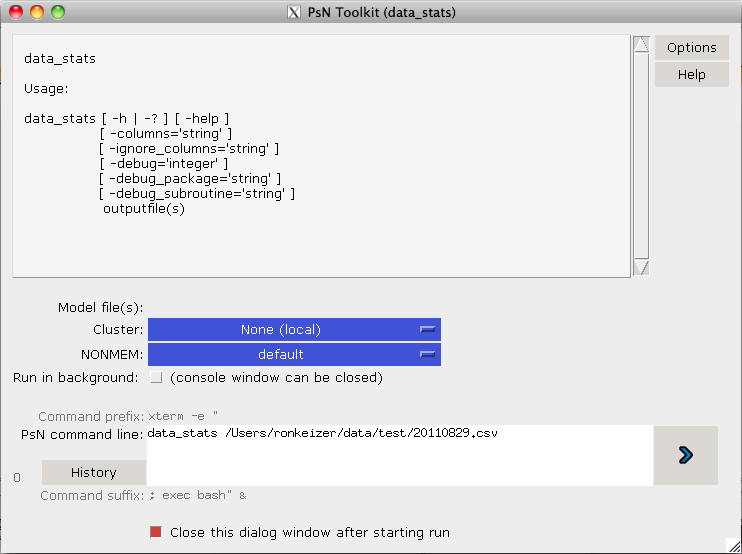 PsN Toolkit (data_stats)
data_stats
Options
Help
Usage:
data_stats [ -h | -? ] [ -help ]
[ -columns='string' ]
[ -ignore_columns='string' ]
[ -debug='integer' ]
[ -debug_package='string' ]
[ -debug_subroutine='string' ]
outputfile(s)
Model file(s):
Cluster: None (local)
NONMEM: default
Run in background: (console window can be closed)
Command prefix: xterm -e "
PsN command line: data_stats /Users/ronkeizer/data/test/20110829.csv
0 History
Command suffix: ; exec bash" &
Close this dialog window after starting run